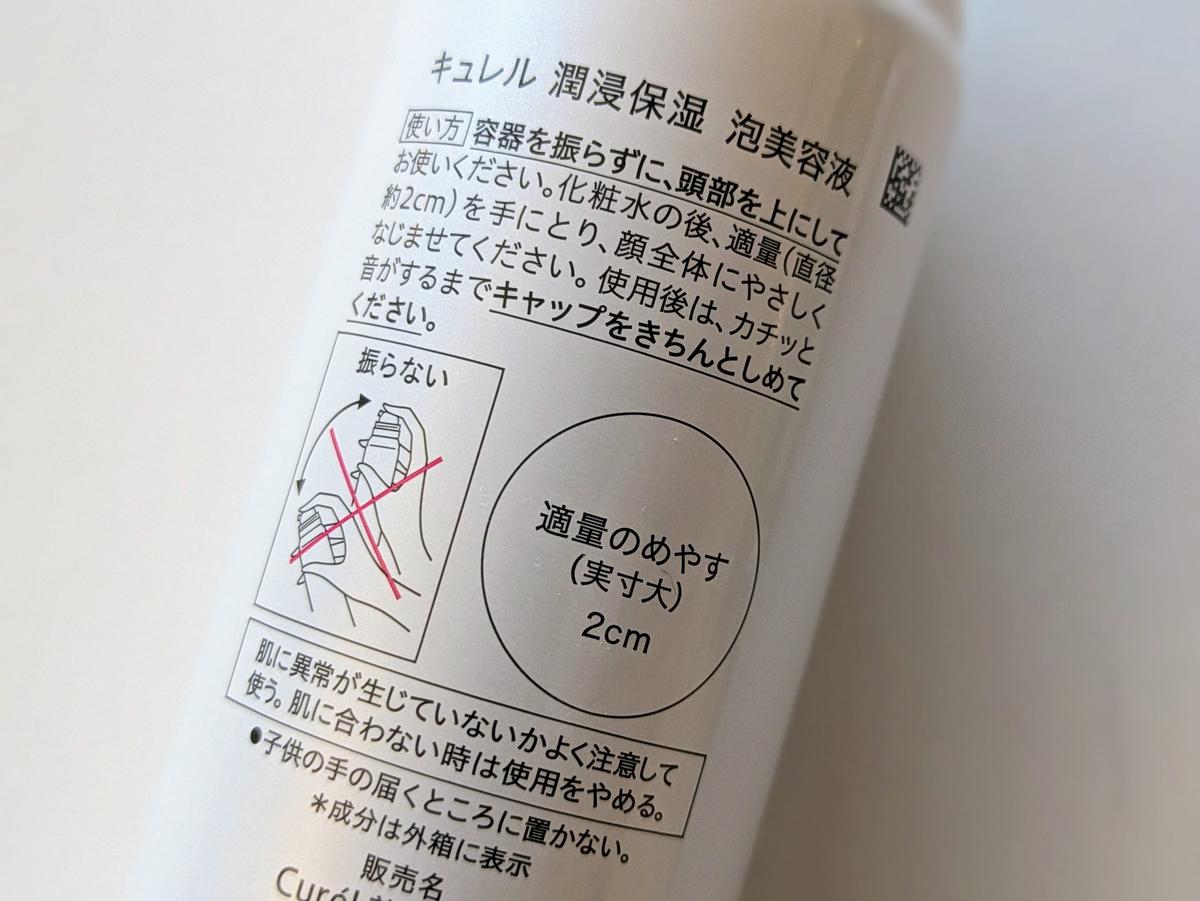 キュレル 潤浸保湿 泡美容液
使い方 容器を振らずに、頭部を上にして
お使いください。化粧水の後、適量(直径
約2cm)を手にとり、顔全体にやさしく
なじませてください。使用後は、カチッと
音がするまでキャップをきちんとしめて
ください。
振らない
適量のめやす
(実寸大)
2cm
肌に異常が生じていないかよく注意して
使う。肌に合わない時は使用をやめる。
●子供の手の届くところに置かない。
＊成分は外箱に表示
販売名
Curél